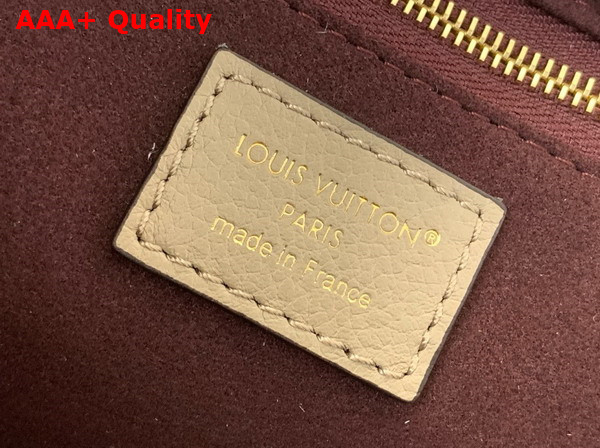 AAA+ Quality
LOUIS VUITTON®
PARIS
made in France